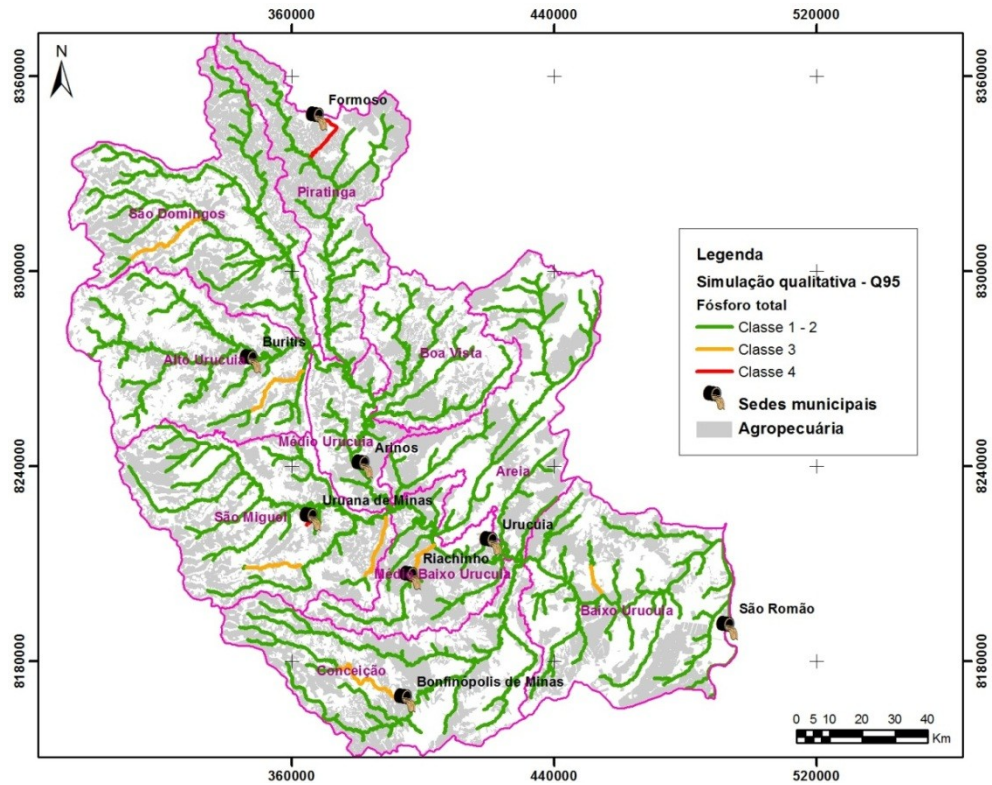 360000
440000
520000
8360000
8360000
N
Formoso
Piratinga
São Domingos
Legenda
Simulação qualitativa - Q95
Fósforo total
Classe 1 - 2
Classe 3
Classe 4
Sedes municipais
Agropecuária
8300000
8300000
Buritis
Boa Vista
Alto Urucuia
Médio Urucuia
Arinos
8240000
8240000
Areia
Uruana de Minas
São Miguel
Urucuia
Riachinho
Médio Baixo Urucuia
Baixo Urucuia
São Romão
8180000
8180000
Conceição
Bonfinópolis de Minas
0 5 10 20 30 40
Km
360000
440000
520000